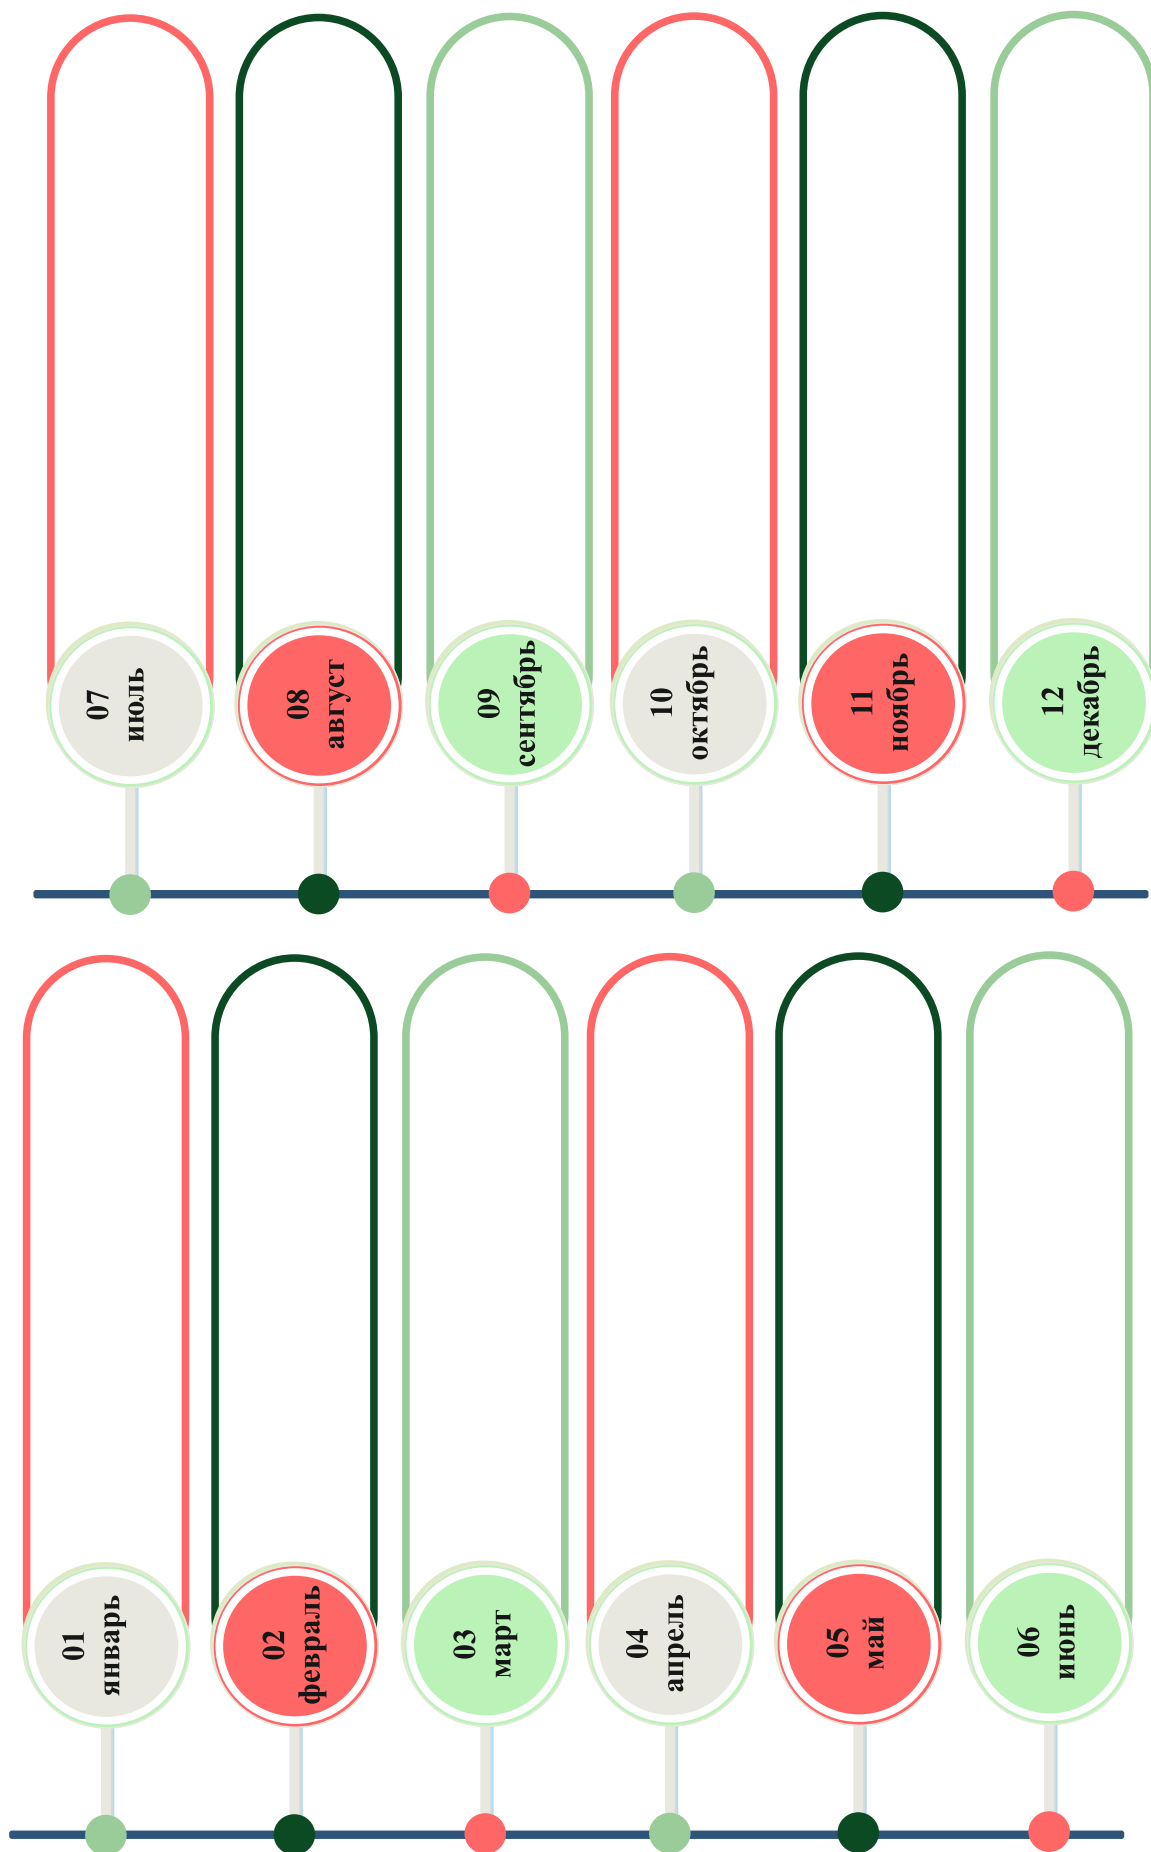 07
июль
08
август
09
сентябрь
10
октябрь
11
ноябрь
12
декабрь
01
январь
02
февраль
03
март
04
апрель
05
май
06
июнь